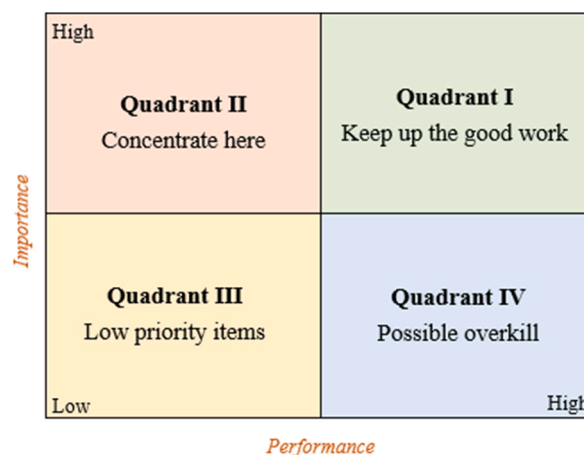 High
Quadrant II
Concentrate here
Quadrant I
Keep up the good work
Importance
Quadrant III
Low priority items
Quadrant IV
Possible overkill
Low
High
Performance